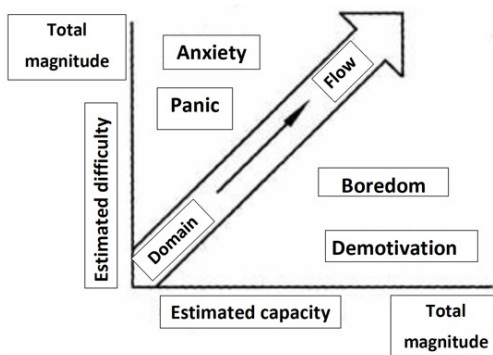 Total
magnitude
Anxiety
Flow
Panic
Estimated difficulty
Boredom
Domain
Demotivation
Estimated capacity
Total
magnitude